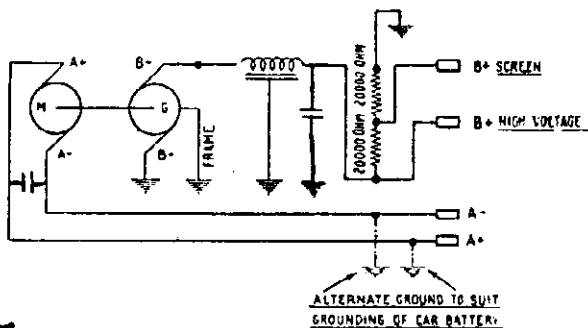 A+
B-
M
G
A-
B-
FRAME
20000 OHM 20000 OHM
B+ SCREEN
B+ HIGH VOLTAGE
A-
A+
ALTERNATE GROUND TO SUIT
GROUNDING OF CAR BATTERY